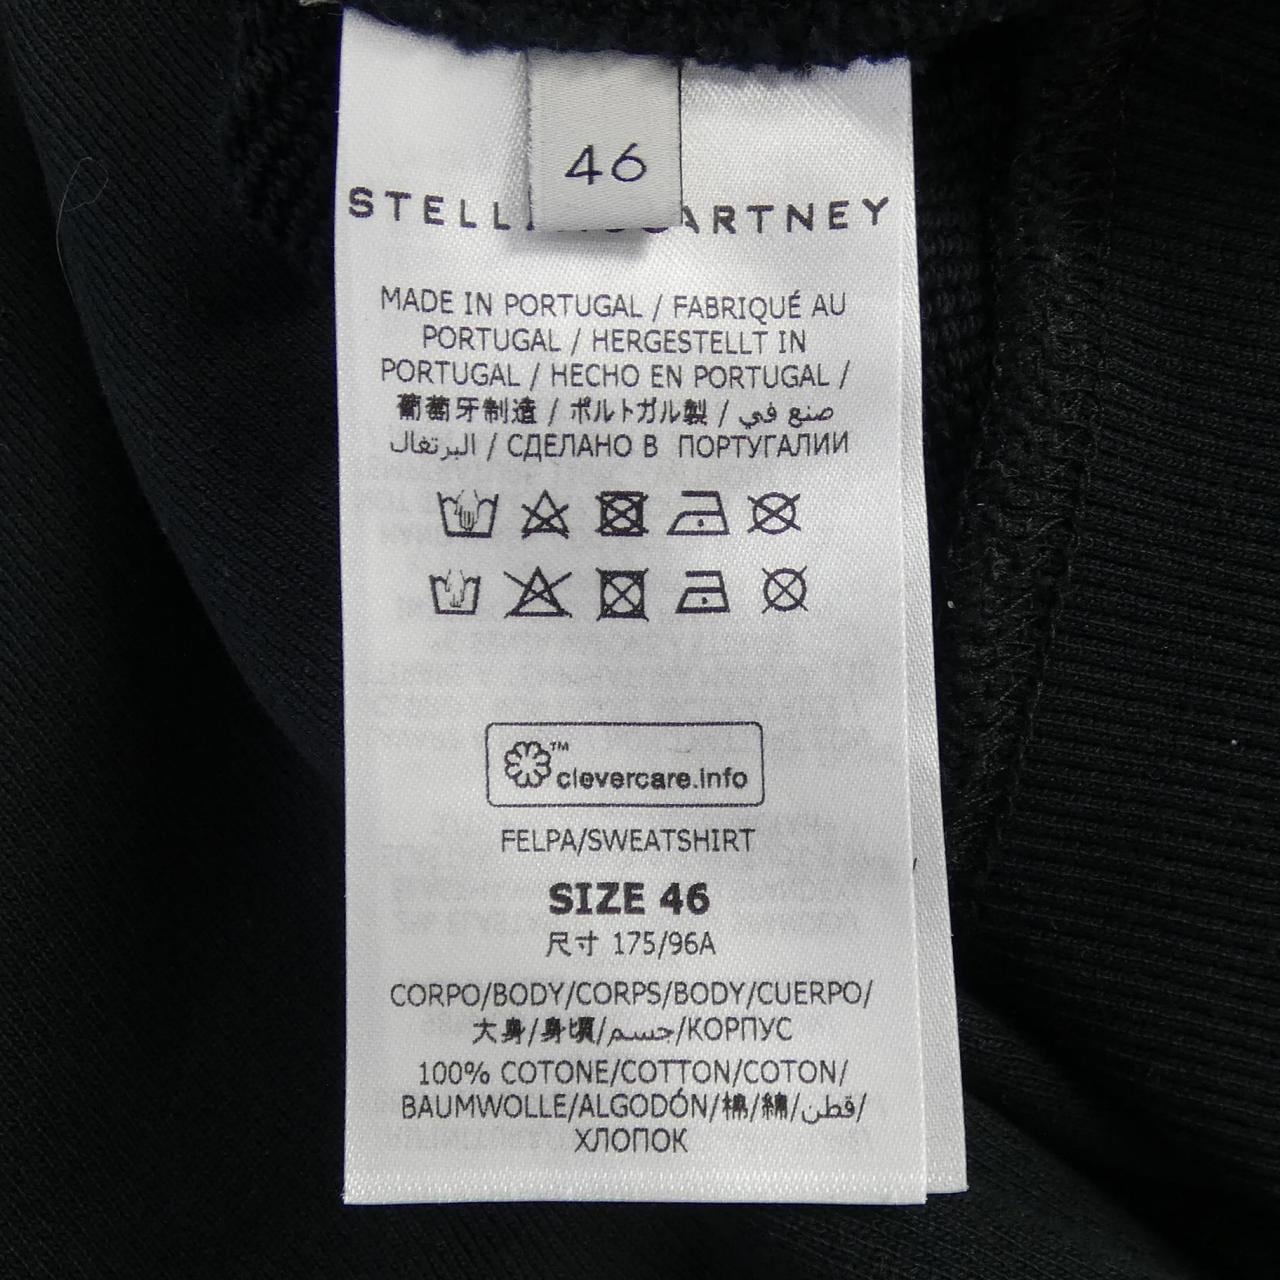 46
ARTNEY
MADE IN PORTUGAL / FABRIQUÉ AU
PORTUGAL / HERGESTELLT IN
PORTUGAL / HECHO EN PORTUGAL /
葡萄牙制造 / ポルトガル製 / صنع في
البرتغال / СДЕЛАНО В ПОРТУГАЛИИ
™
clevercare.info
FELPA/SWEATSHIRT
SIZE 46
尺寸 175/96A
CORPO/BODY/CORPS/BODY/CUERPO/
大身/身頃/جسم/КОРПУС
100% COTONE/COTTON/COTON/
BAUMWOLLE/ALGODÓN/棉/綿/قطن/
ХЛОПОК